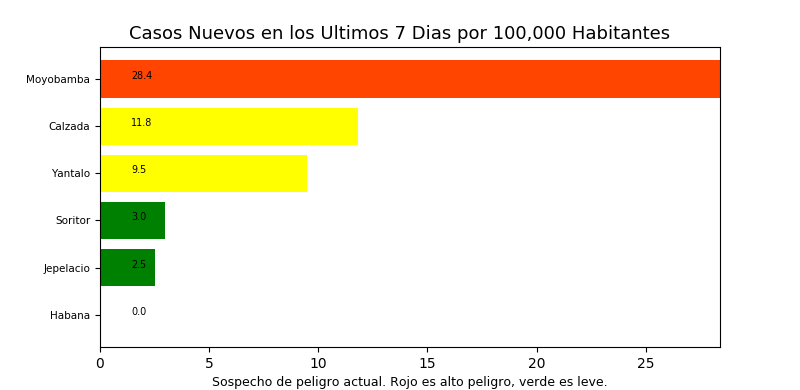 Casos Nuevos en los Ultimos 7 Dias por 100,000 Habitantes
Moyobamba 28.4
Calzada 11.8
Yantalo 9.5
Soritor 3.0
Jepelacio 2.5
Habana 0.0
0 5 10 15 20 25
Sospecho de peligro actual. Rojo es alto peligro, verde es leve.